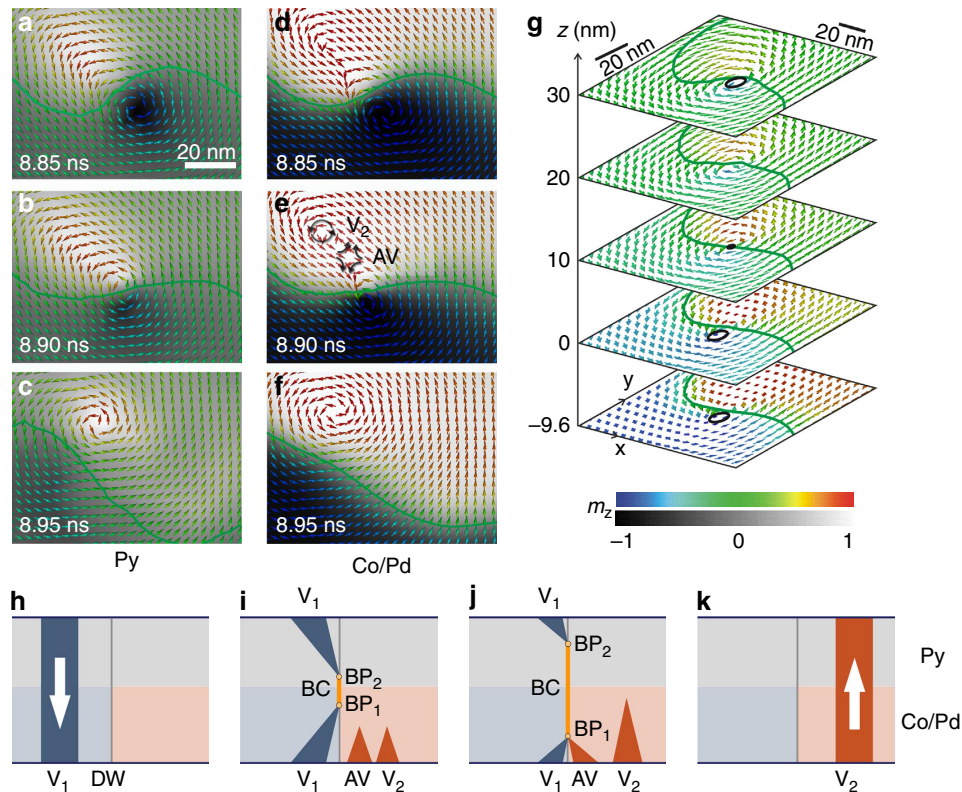 a
8.85 ns
20 nm
b
8.90 ns
c
8.95 ns
Py
d
8.85 ns
e
V2
AV
8.90 ns
f
8.95 ns
Co/Pd
g
z (nm)
20 nm
20 nm
30
20
10
0
–9.6
y
x
mz
–1 0 1
h
V1 DW
i
V1
BC
BP2
BP1
V1 AV V2
j
V1
BC
BP2
BP1
V1 AV V2
k
V2
Py
Co/Pd